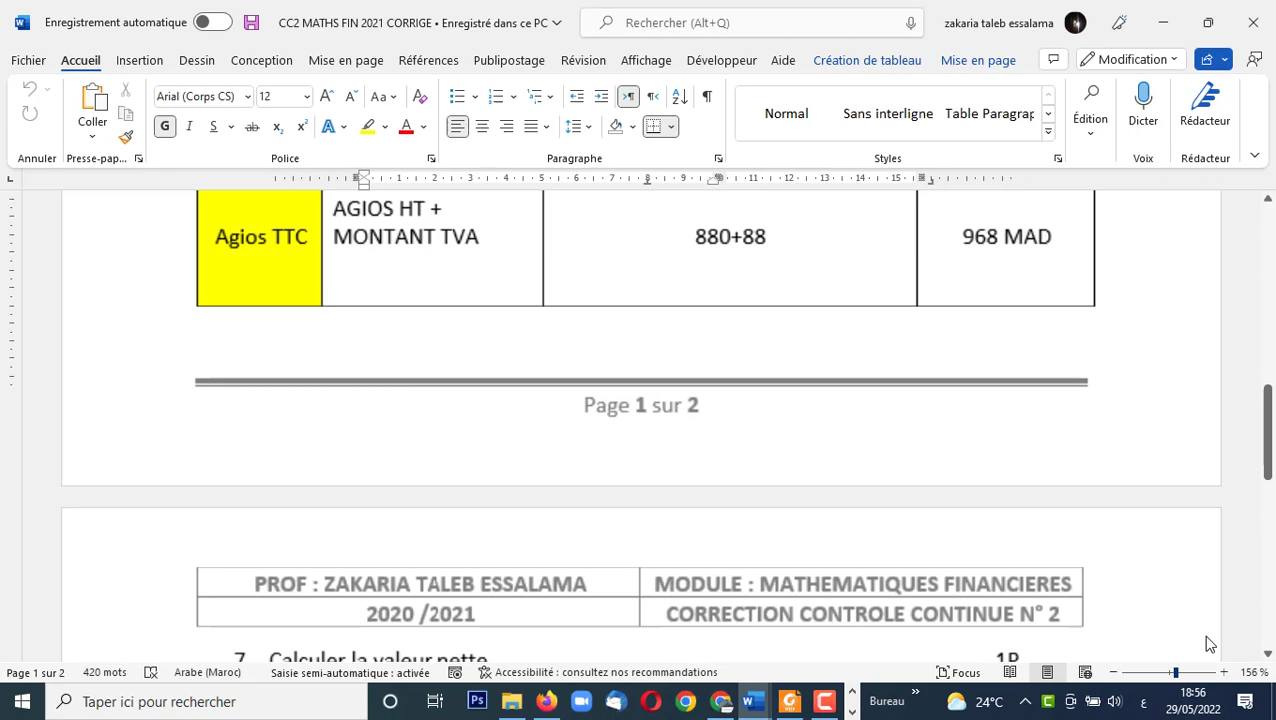 Enregistrement automatique
CC2 MATHS FIN 2021 CORRIGE • Enregistré dans ce PC
Rechercher (Alt+Q)
zakaria taleb essalama
Fichier Accueil Insertion Dessin Conception Mise en page Références Publipostage Révision Affichage Développeur Aide Création de tableau Mise en page
Modification
Arial (Corps CS) 12
Coller
Normal Sans interligne Table Paragrap
Édition Dicter Rédacteur
Annuler Presse-pap... Police Paragraphe Styles Voix Rédacteur
AGIOS HT +
Agios TTC MONTANT TVA 880+88 968 MAD
Page 1 sur 2
PROF : ZAKARIA TALEB ESSALAMA MODULE : MATHEMATIQUES FINANCIERES
2020 /2021 CORRECTION CONTROLE CONTINUE N° 2
7. Calculer la valeur nette 1P
Page 1 sur 2 420 mots Arabe (Maroc) Saisie semi-automatique : activée Accessibilité : consultez nos recommandations Focus 156 %
Taper ici pour rechercher
Bureau
24°C
ع
18:56
29/05/2022